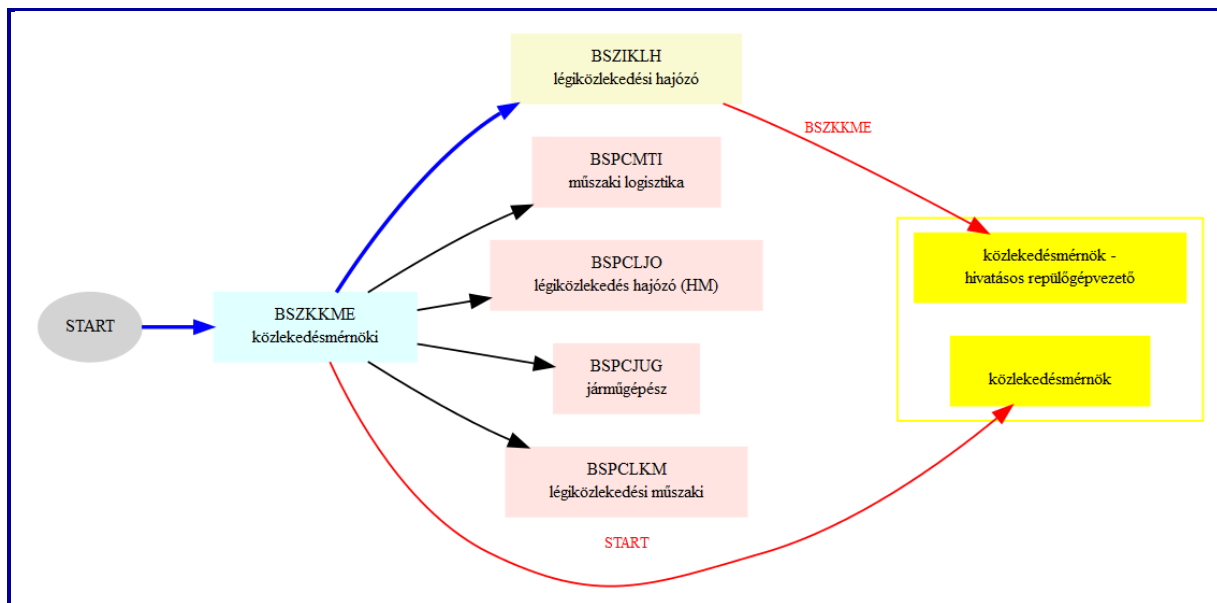 BSZIKLH
légiközlekedési hajózó
BSZKKME
BSPCMTI
műszaki logisztika
BSPCLJO
légiközlekedés hajózó (HM)
közlekedésmérnök -
hivatásos repülőgépvezető
START
BSZKKME
közlekedésmérnöki
BSPCJUG
járműgépész
közlekedésmérnök
BSPCLKM
légiközlekedési műszaki
START